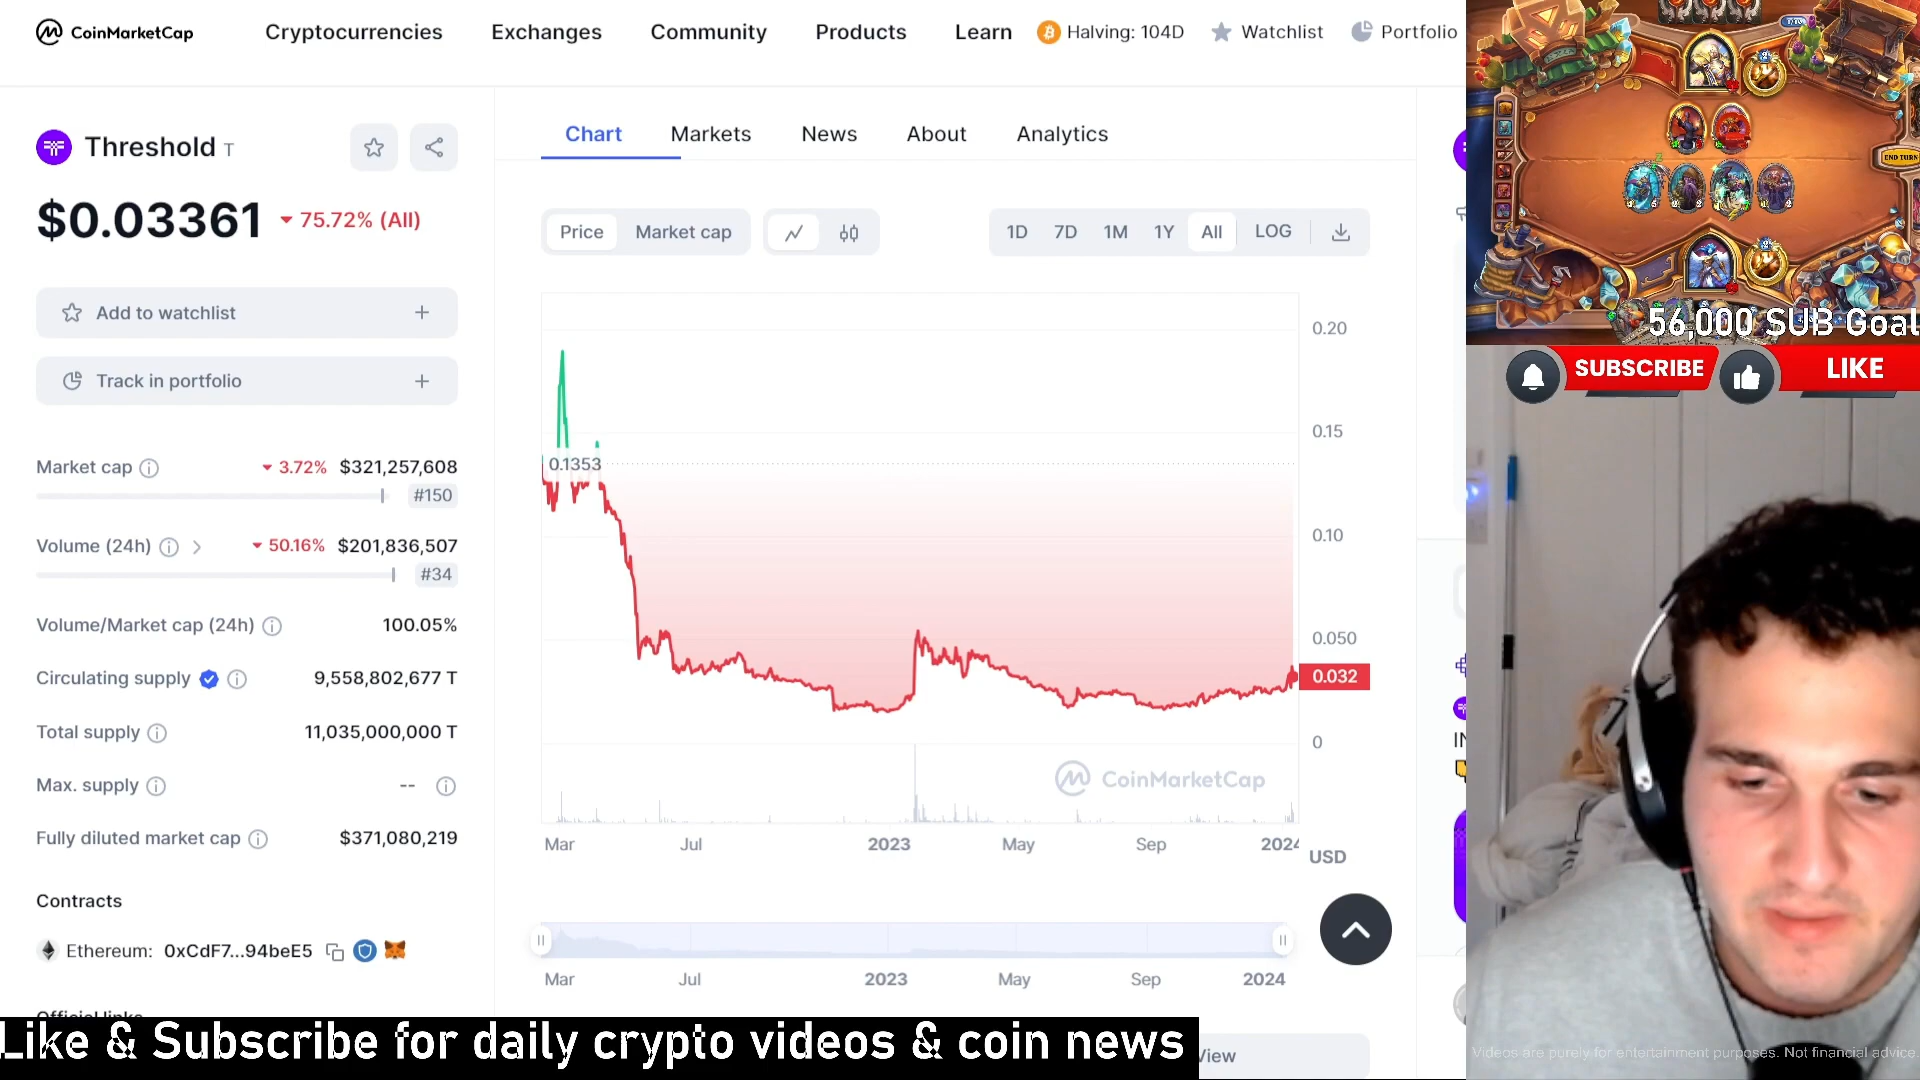 CoinMarketCap
Cryptocurrencies
Exchanges
Community
Products
Learn
Halving: 104D
Watchlist
Portfolio
Threshold T
$0.03361
75.72% (All)
Add to watchlist
Track in portfolio
Market cap
3.72%
$321,257,608
#150
Volume (24h)
50.16%
$201,836,507
#34
Volume/Market cap (24h)
100.05%
Circulating supply
9,558,802,677 T
Total supply
11,035,000,000 T
Max. supply
--
Fully diluted market cap
$371,080,219
Contracts
Ethereum: 0xCdF7...94beE5
Official links
Chart
Markets
News
About
Analytics
Price
Market cap
1D
7D
1M
1Y
All
LOG
0.20
0.15
0.1353
0.10
0.050
0.032
0
CoinMarketCap
Mar
Jul
2023
May
Sep
2024
USD
Mar
Jul
2023
May
Sep
2024
View
END TURN
56,000 SUB Goal
SUBSCRIBE
LIKE
Like & Subscribe for daily crypto videos & coin news
Videos are purely for entertainment purposes. Not financial advice.